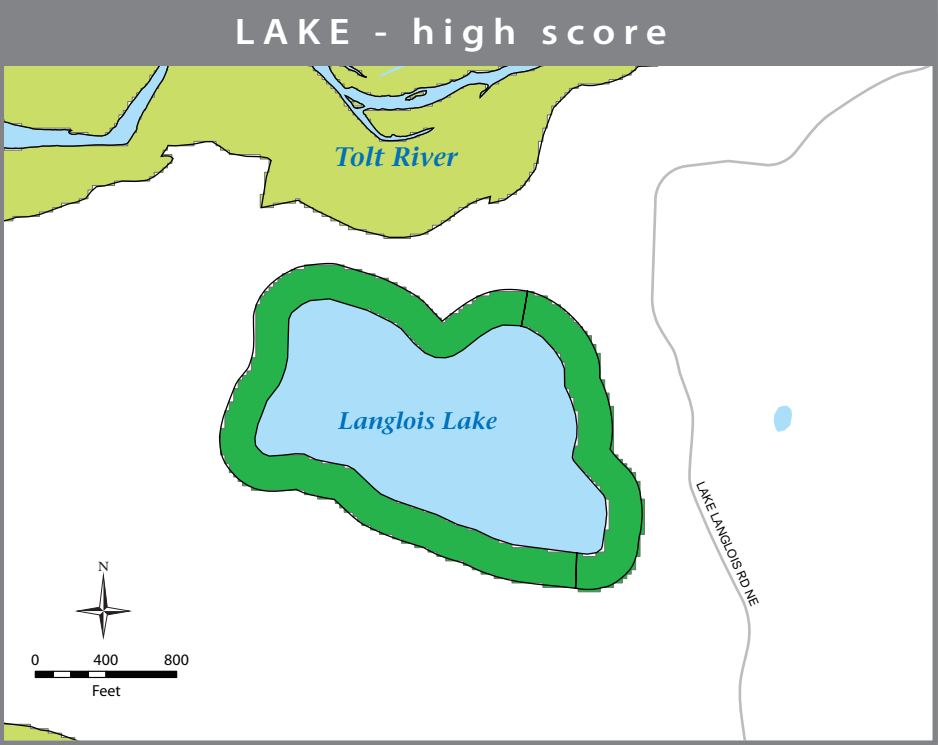 LAKE - high score
Tolt River
Langlois Lake
LAKE LANGLOIS RD NE
N
0 400 800
Feet